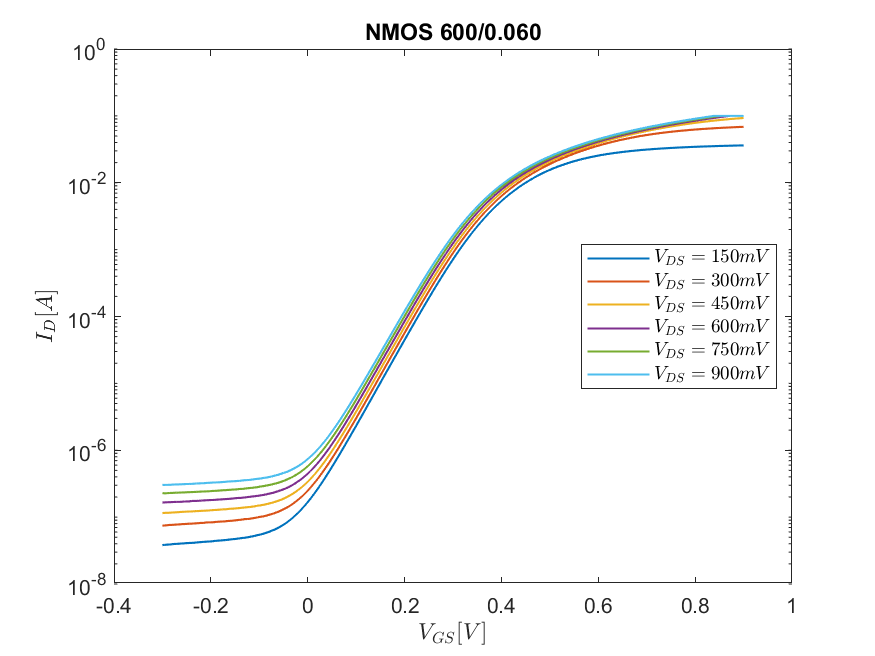 NMOS 600/0.060
10^0
10^-2
10^-4
10^-6
10^-8
I_D[A]
V_DS = 150mV
V_DS = 300mV
V_DS = 450mV
V_DS = 600mV
V_DS = 750mV
V_DS = 900mV
-0.4 -0.2 0 0.2 0.4 0.6 0.8 1
V_GS[V]